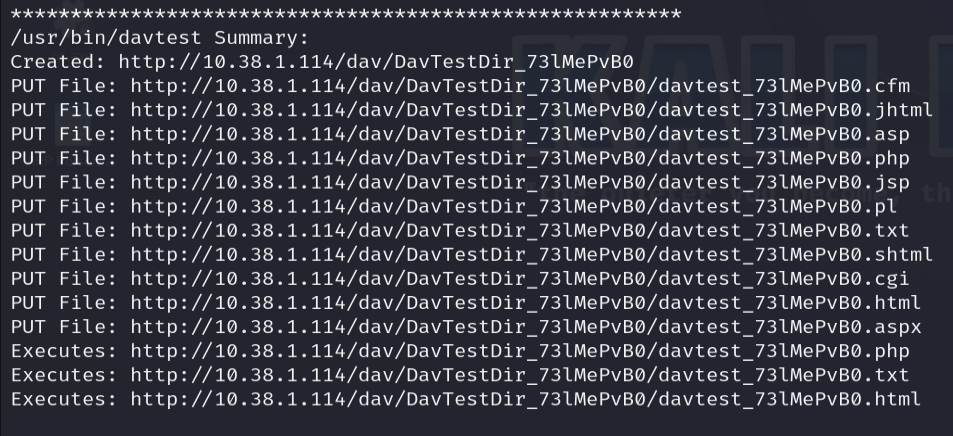 ********************************************************
/usr/bin/davtest Summary:
Created: http://10.38.1.114/dav/DavTestDir_73lMePvB0
PUT File: http://10.38.1.114/dav/DavTestDir_73lMePvB0/davtest_73lMePvB0.cfm
PUT File: http://10.38.1.114/dav/DavTestDir_73lMePvB0/davtest_73lMePvB0.jhtml
PUT File: http://10.38.1.114/dav/DavTestDir_73lMePvB0/davtest_73lMePvB0.asp
PUT File: http://10.38.1.114/dav/DavTestDir_73lMePvB0/davtest_73lMePvB0.php
PUT File: http://10.38.1.114/dav/DavTestDir_73lMePvB0/davtest_73lMePvB0.jsp
PUT File: http://10.38.1.114/dav/DavTestDir_73lMePvB0/davtest_73lMePvB0.pl
PUT File: http://10.38.1.114/dav/DavTestDir_73lMePvB0/davtest_73lMePvB0.txt
PUT File: http://10.38.1.114/dav/DavTestDir_73lMePvB0/davtest_73lMePvB0.shtml
PUT File: http://10.38.1.114/dav/DavTestDir_73lMePvB0/davtest_73lMePvB0.cgi
PUT File: http://10.38.1.114/dav/DavTestDir_73lMePvB0/davtest_73lMePvB0.html
PUT File: http://10.38.1.114/dav/DavTestDir_73lMePvB0/davtest_73lMePvB0.aspx
Executes: http://10.38.1.114/dav/DavTestDir_73lMePvB0/davtest_73lMePvB0.php
Executes: http://10.38.1.114/dav/DavTestDir_73lMePvB0/davtest_73lMePvB0.txt
Executes: http://10.38.1.114/dav/DavTestDir_73lMePvB0/davtest_73lMePvB0.html